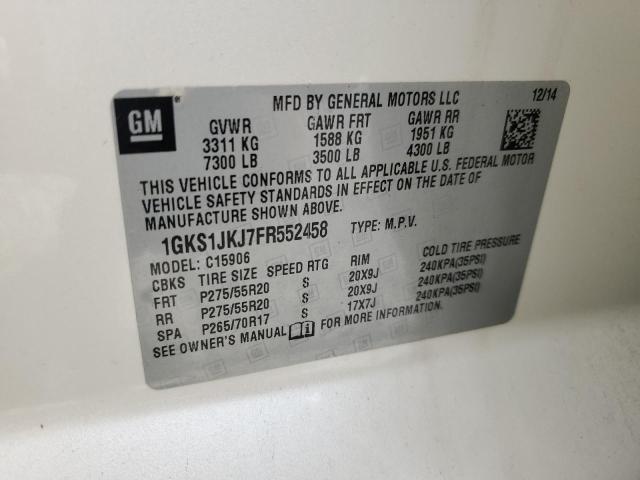 GM
MFD BY GENERAL MOTORS LLC 12/14
GVWR GAWR FRT GAWR RR
3311 KG 1588 KG 1951 KG
7300 LB 3500 LB 4300 LB
THIS VEHICLE CONFORMS TO ALL APPLICABLE U.S. FEDERAL MOTOR
VEHICLE SAFETY STANDARDS IN EFFECT ON THE DATE OF
MANUFACTURE SHOWN ABOVE.
1GKS1JKJ7FR552458 TYPE: M.P.V.
MODEL: C15906
CBKS TIRE SIZE SPEED RTG RIM COLD TIRE PRESSURE
FRT P275/55R20 S 20X9J 240KPA(35PSI)
RR P275/55R20 S 20X9J 240KPA(35PSI)
SPA P265/70R17 S 17X7J 240KPA(35PSI)
SEE OWNER'S MANUAL FOR MORE INFORMATION.